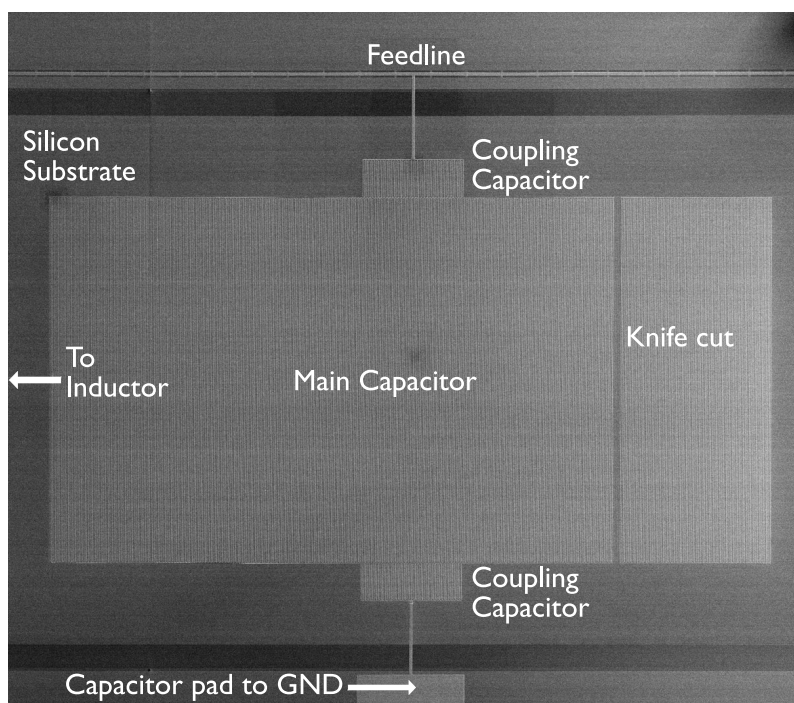 Feedline
Silicon
Substrate
Coupling
Capacitor
Knife cut
To
Inductor
Main Capacitor
Coupling
Capacitor
Capacitor pad to GND